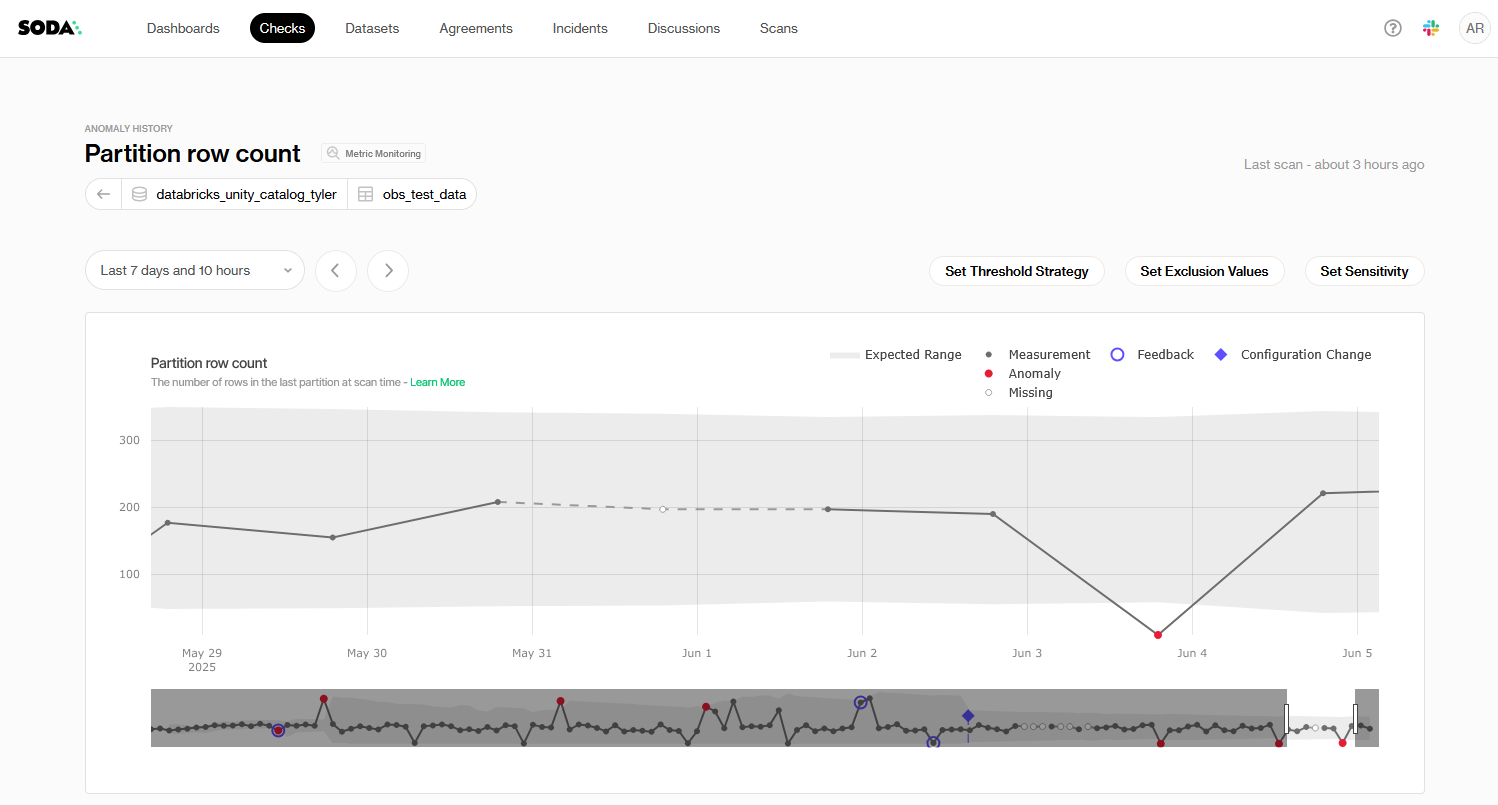 SODA
Dashboards Checks Datasets Agreements Incidents Discussions Scans AR
ANOMALY HISTORY
Partition row count Metric Monitoring
Last scan - about 3 hours ago
databricks_unity_catalog_tyler obs_test_data
Last 7 days and 10 hours Set Threshold Strategy Set Exclusion Values Set Sensitivity
Partition row count
The number of rows in the last partition at scan time - Learn More
Expected Range Measurement Feedback Configuration Change
Anomaly
Missing
300
200
100
May 29 May 30 May 31 Jun 1 Jun 2 Jun 3 Jun 4 Jun 5
2025